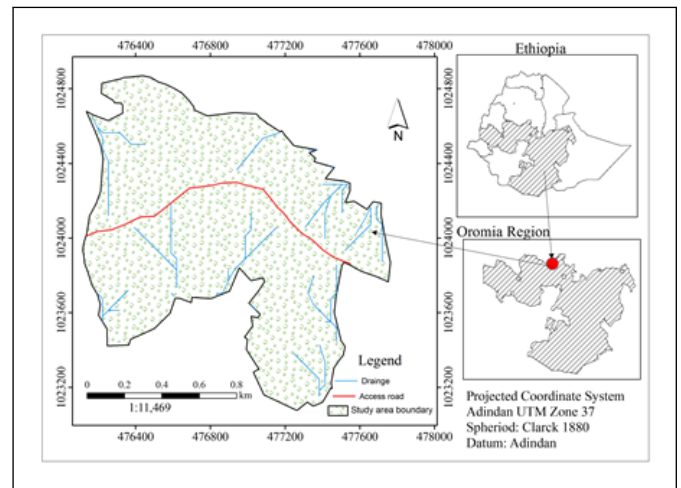 476400 476800 477200 477600 478000
Ethiopia
1024800
1024800
1024400
1024400
N
Oromia Region
1024000
1024000
1023600
1023600
Legend
Drainge
Access road
Study area boundary
0 0.2 0.4 0.6 0.8
km
1:11,469
1023200
1023200
476400 476800 477200 477600 478000
Projected Coordinate System
Adindan UTM Zone 37
Spheriod: Clarck 1880
Datum: Adindan